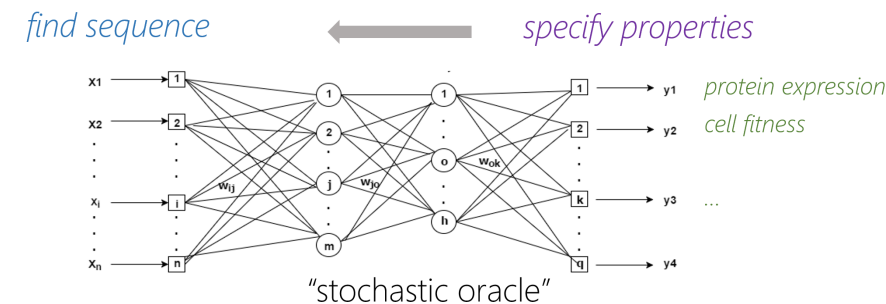 find sequence
specify properties
x1 1 1 1 1 y1 protein expression
x2 2 2 2 y2 cell fitness
xi i wij j wjo o wok k y3 ...
xn n m h q y4
"stochastic oracle"